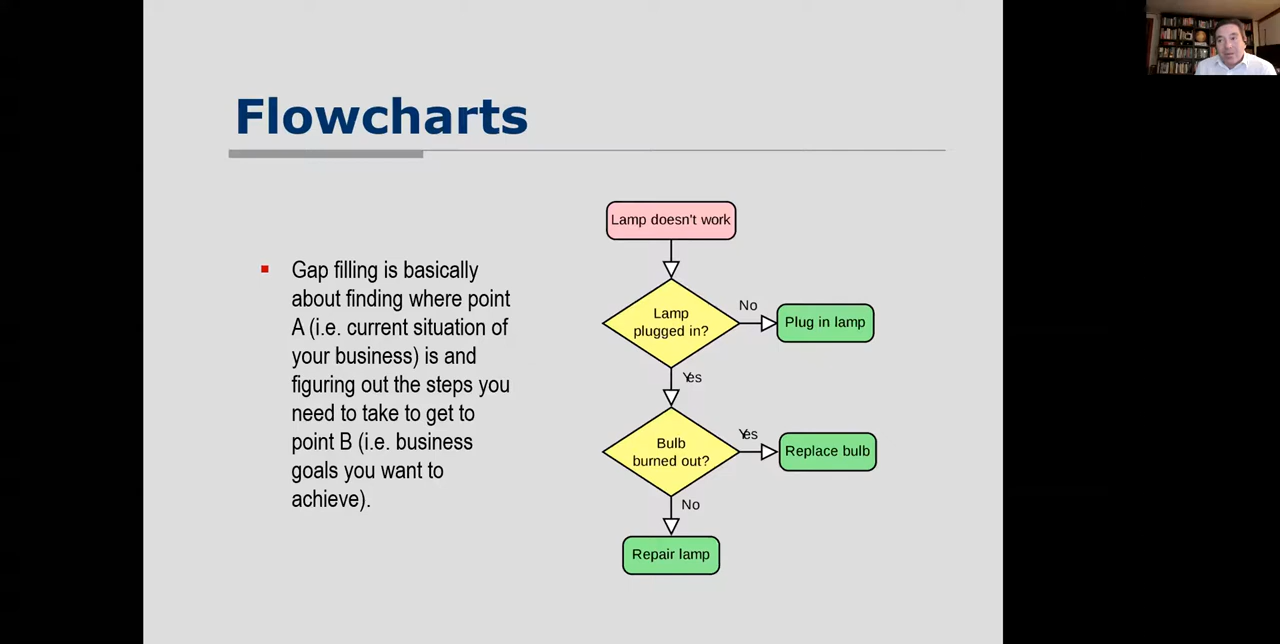 Flowcharts
Gap filling is basically
about finding where point
A (i.e. current situation of
your business) is and
figuring out the steps you
need to take to get to
point B (i.e. business
goals you want to
achieve).
Lamp doesn't work
Lamp
plugged in?
No
Plug in lamp
Yes
Bulb
burned out?
Yes
Replace bulb
No
Repair lamp